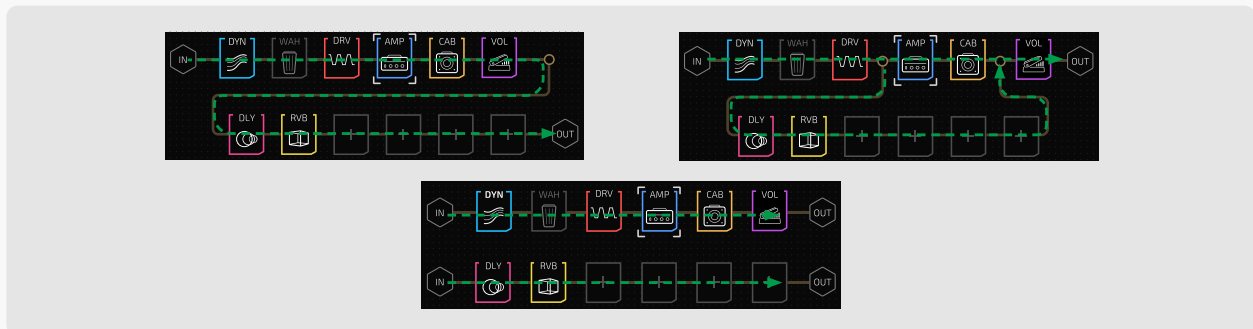 DYN WAH DRV AMP CAB VOL
IN
DLY RVB
OUT
DYN WAH DRV AMP CAB VOL
IN OUT
DLY RVB
DYN WAH DRV AMP CAB VOL
IN OUT
DLY RVB
IN OUT